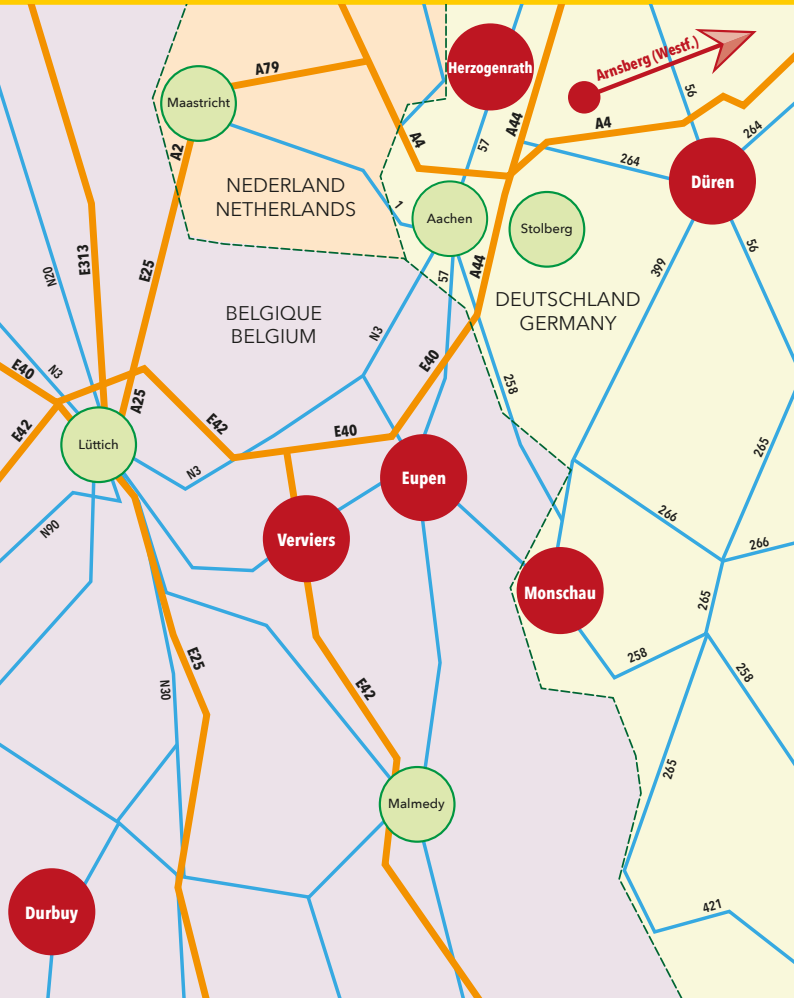 Arnsberg (Westf.)
Herzogenrath
A79
56
Maastricht
A44
A4
264
A4
57
264
A2
Düren
NEDERLAND
NETHERLANDS
1
Aachen
Stolberg
56
E313
N20
E25
A44
57
399
DEUTSCHLAND
GERMANY
BELGIQUE
BELGIUM
N3
E40
N3
E40
258
A25
E42
E42
E40
Lüttich
265
N3
Eupen
266
N90
Verviers
266
Monschau
265
E25
258
258
N30
E42
265
Malmedy
Durbuy
421